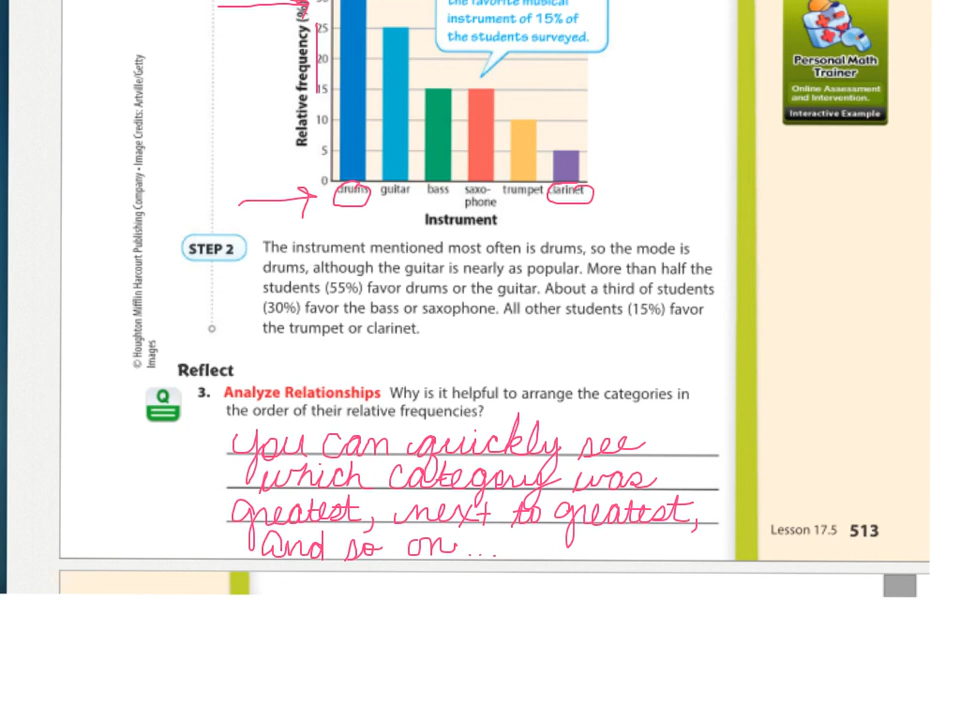 the favorite musical
instrument of 15% of
the students surveyed.
Relative frequency (%)
30
25
20
15
10
5
0
drums guitar bass saxo-
phone trumpet clarinet
Instrument
© Houghton Mifflin Harcourt Publishing Company • Image Credits: Artville/Getty
Images
Personal Math
Trainer
Online Assessment
and Intervention.
Interactive Example
STEP 2
The instrument mentioned most often is drums, so the mode is
drums, although the guitar is nearly as popular. More than half the
students (55%) favor drums or the guitar. About a third of students
(30%) favor the bass or saxophone. All other students (15%) favor
the trumpet or clarinet.
Reflect
Q
3. Analyze Relationships Why is it helpful to arrange the categories in
the order of their relative frequencies?
you can quickly see
which category was
greatest, next to greatest,
and so on...
Lesson 17.5 513